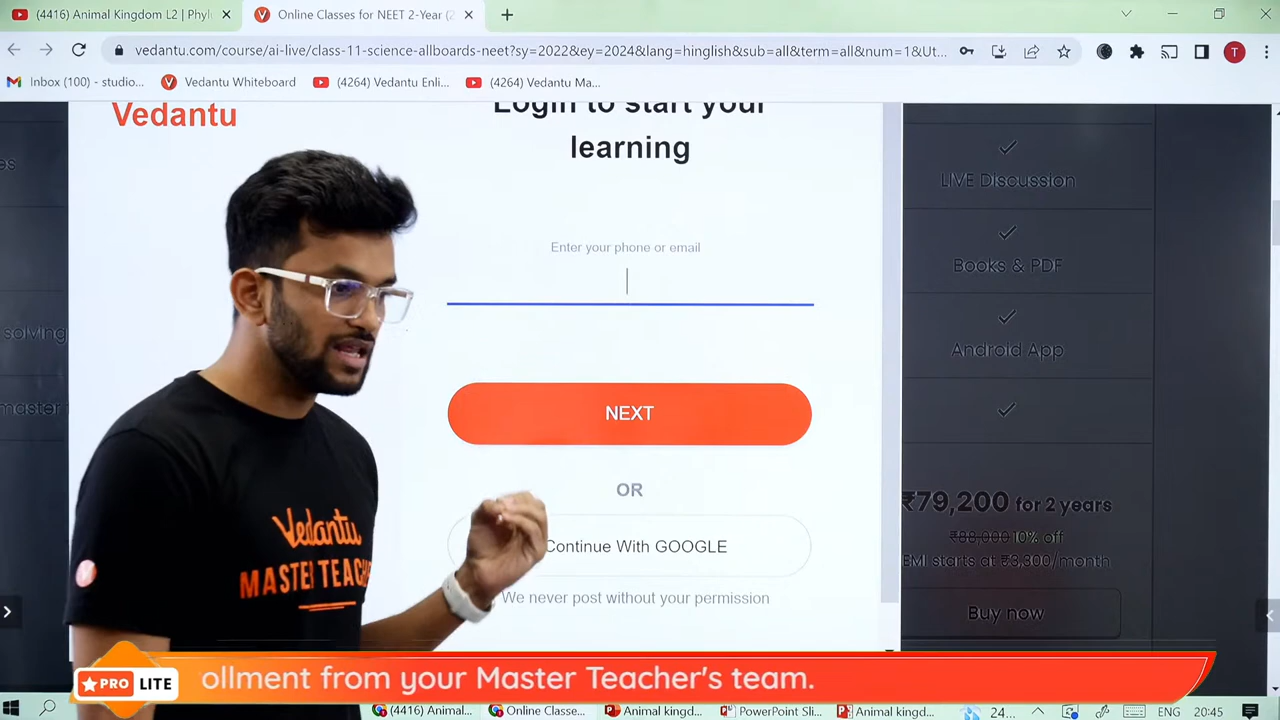 (4416) Animal Kingdom L2 | Phyl
Online Classes for NEET 2-Year (2
vedantu.com/course/ai-live/class-11-science-allboards-neet?sy=2022&ey=2024&lang=hinglish&sub=all&term=all&num=1&Ut...
T
Inbox (100) - studio...
Vedantu Whiteboard
(4264) Vedantu Enli...
(4264) Vedantu Ma...
Vedantu
Login to start your
learning
Enter your phone or email
NEXT
OR
Continue With GOOGLE
We never post without your permission
solving
master
LIVE Discussion
Books & PDF
Android App
₹79,200 for 2 years
₹88,000 10% off
EMI starts at ₹3,300/month
Buy now
Vedantu
MASTER TEACHE
PRO LITE
ollment from your Master Teacher's team.
(4416) Animal...
Online Classe...
Animal kingd...
PowerPoint Sli...
Animal kingd...
24...
ENG
20:45